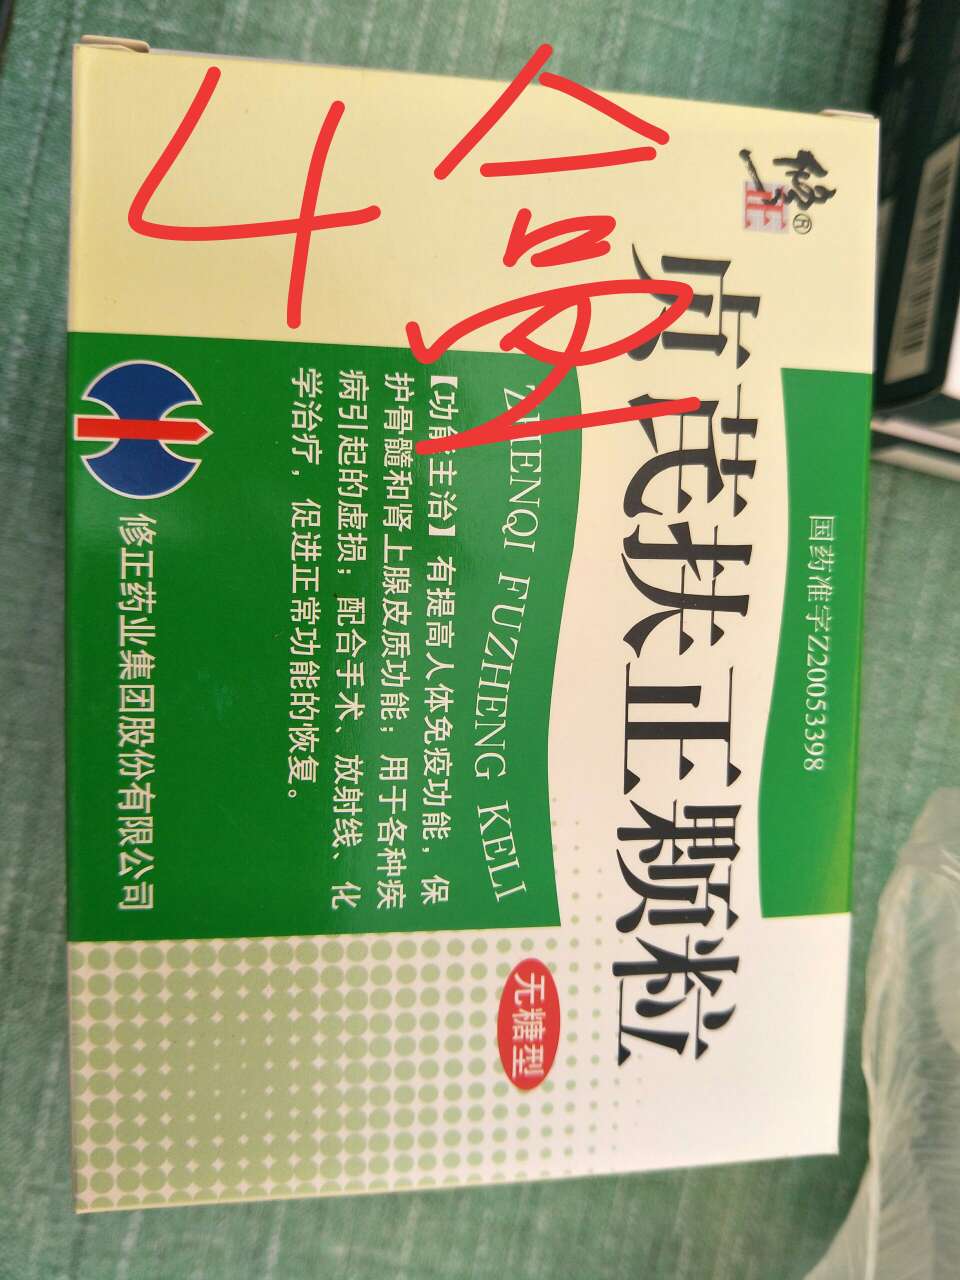 4盒
修正®
国药准字Z20053398
贞芪扶正颗粒
ZHENQI FUZHENG KELI
无糖型
【功能主治】有提高人体免疫功能，保
护骨髓和肾上腺皮质功能；用于各种疾
病引起的虚损；配合手术、放射线、化
学治疗，促进正常功能的恢复。
修正药业集团股份有限公司